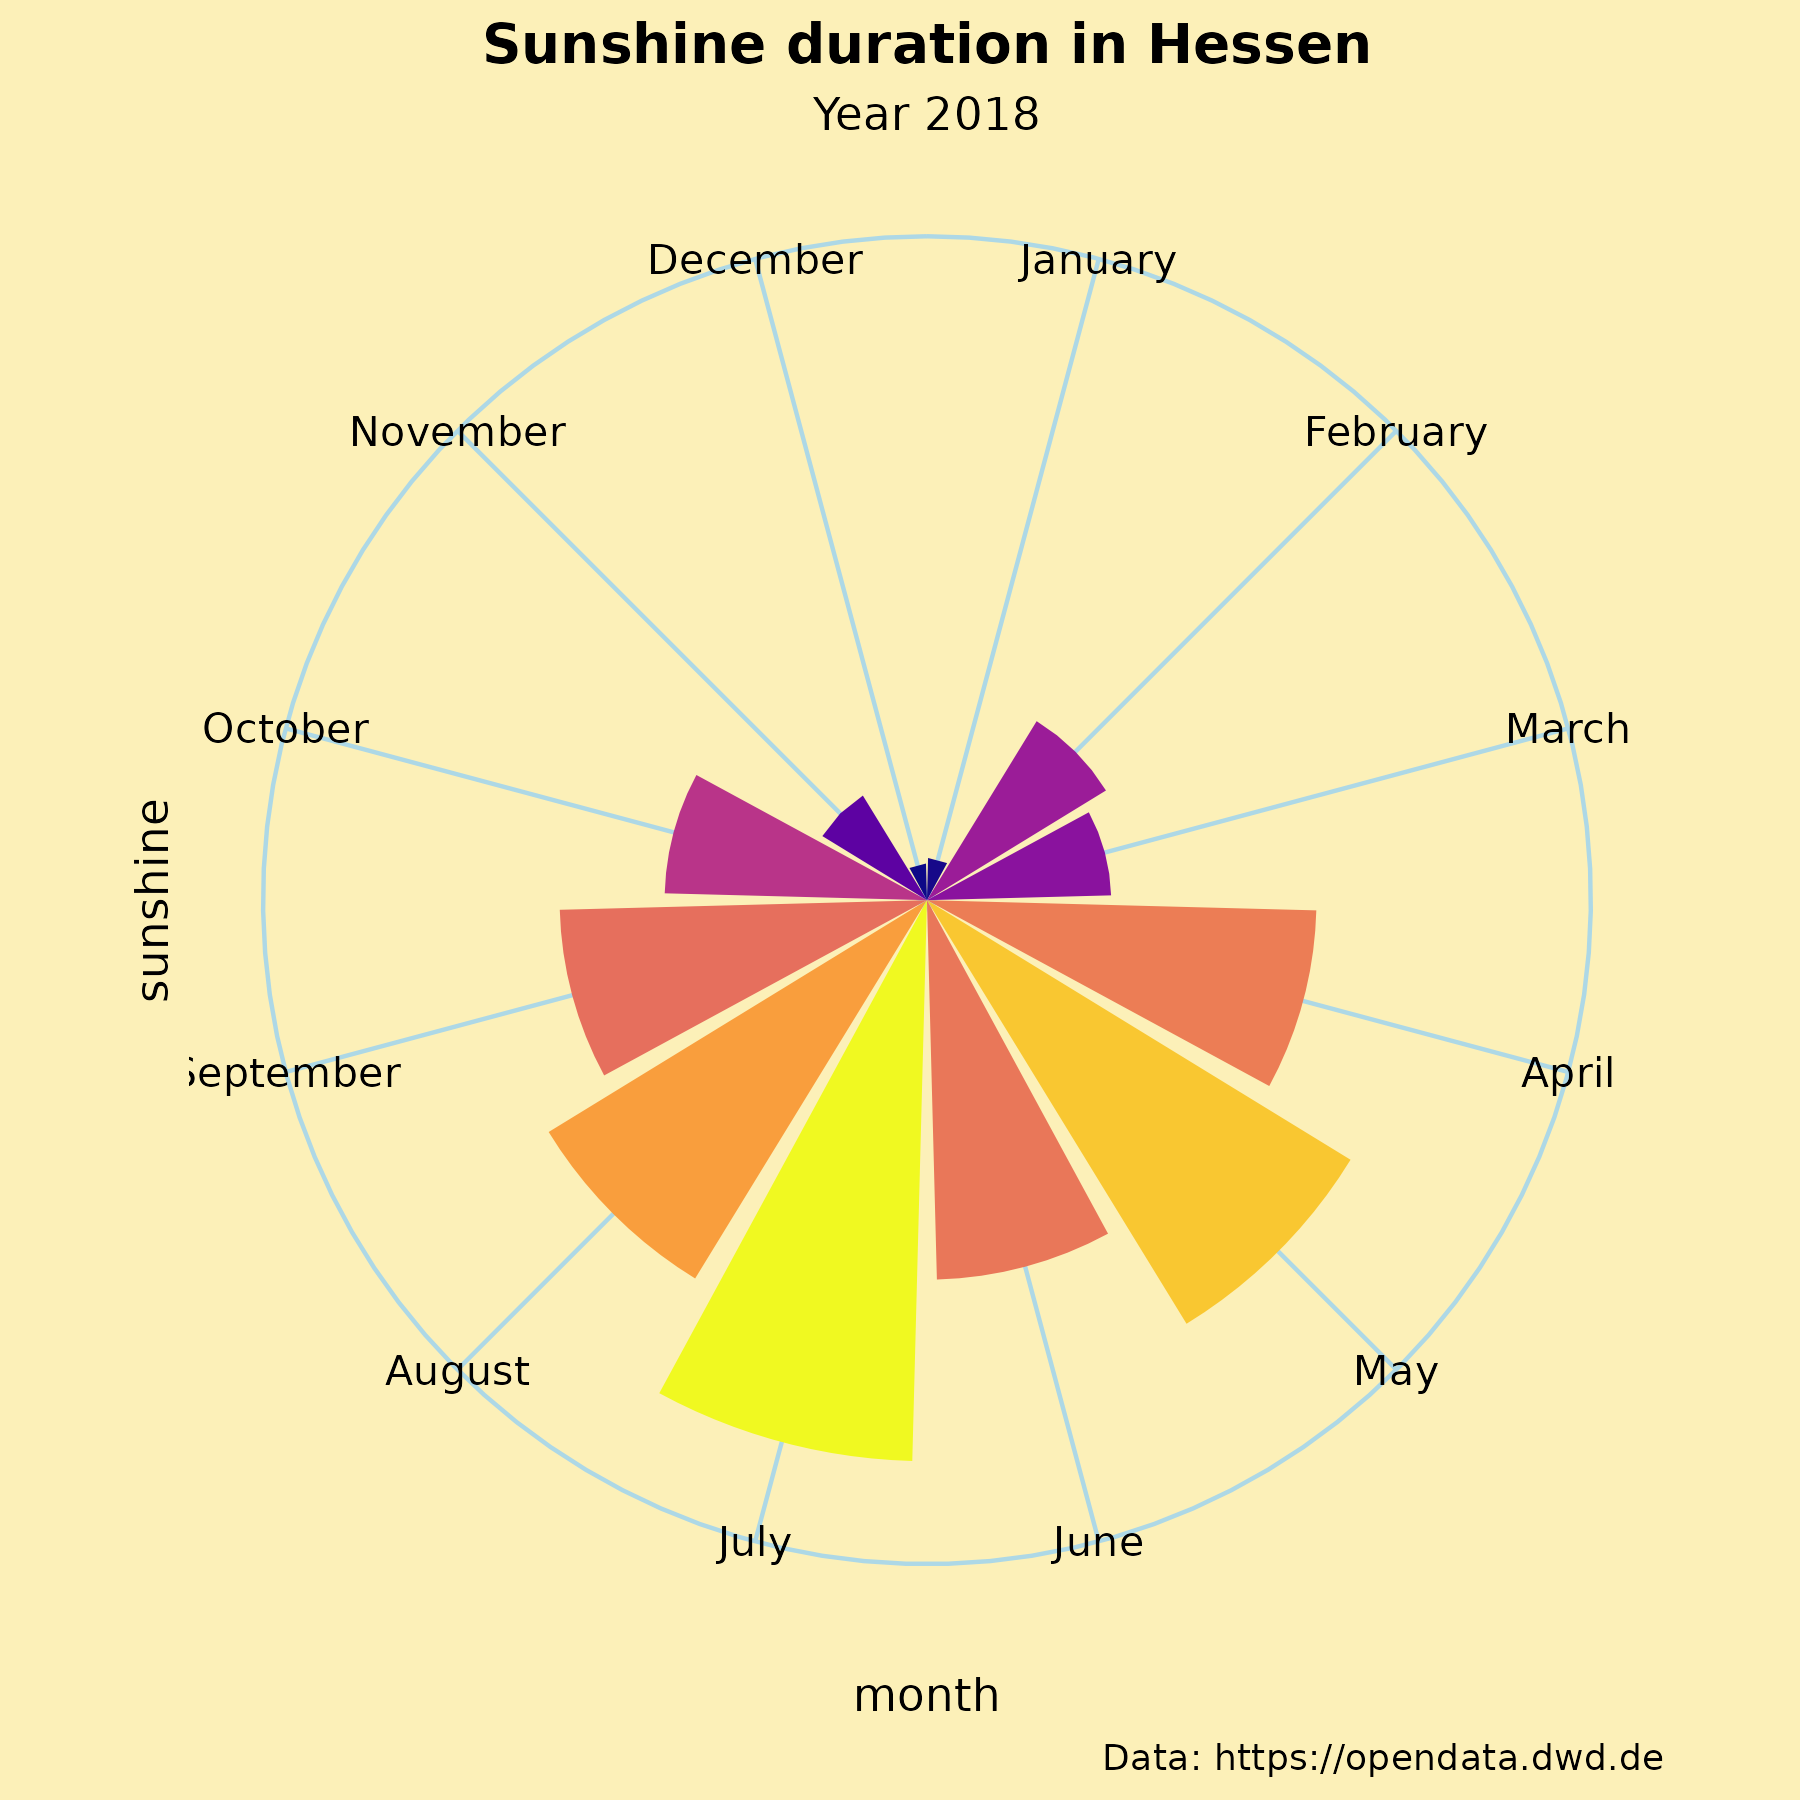 Sunshine duration in Hessen
Year 2018
December
January
November
February
October
March
sunshine
September
April
August
May
July
June
month
Data: https://opendata.dwd.de